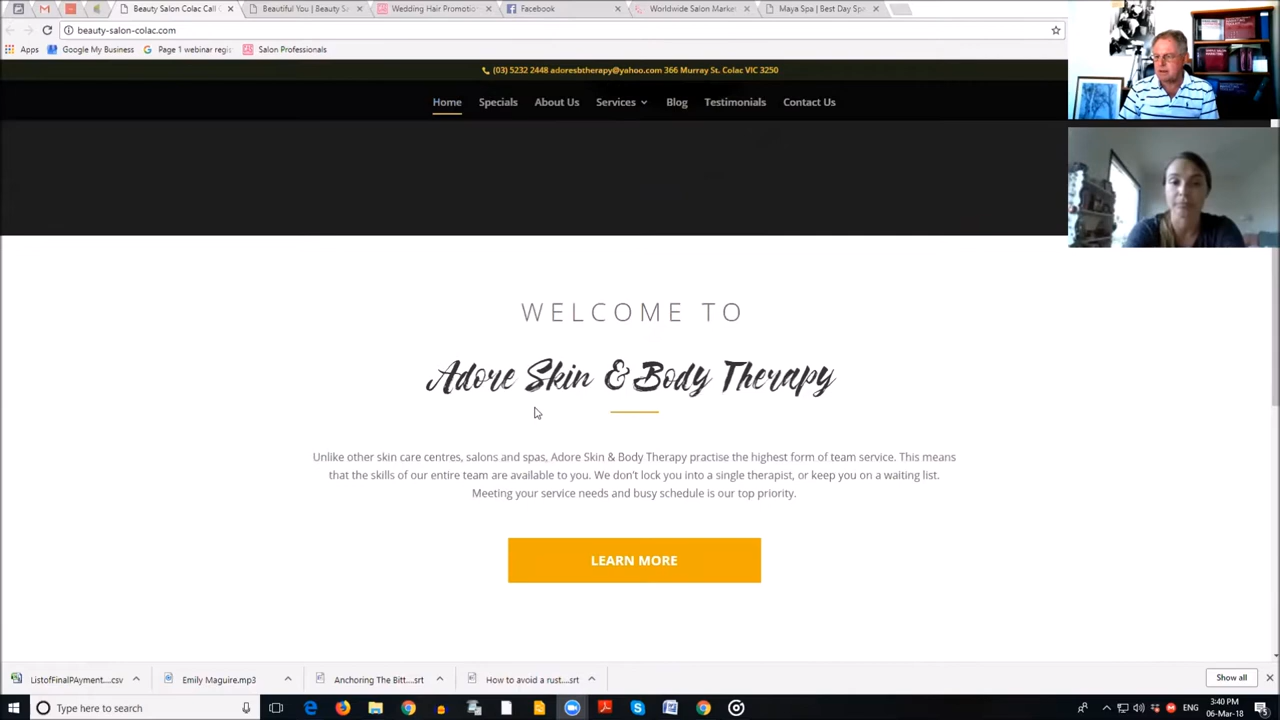 Beauty Salon Colac Call C
Beautiful You | Beauty Sa
Wedding Hair Promotio
Facebook
Worldwide Salon Market
Maya Spa | Best Day Spa
beauty-salon-colac.com
Apps
Google My Business
Page 1 webinar regis
Salon Professionals
(03) 5232 2448 adoresbtherapy@yahoo.com 366 Murray St. Colac VIC 3250
Home
Specials
About Us
Services
Blog
Testimonials
Contact Us
WELCOME TO
Adore Skin & Body Therapy
Unlike other skin care centres, salons and spas, Adore Skin & Body Therapy practise the highest form of team service. This means
that the skills of our entire team are available to you. We don't lock you into a single therapist, or keep you on a waiting list.
Meeting your service needs and busy schedule is our top priority.
LEARN MORE
ListofFinalPAyment....csv
Emily Maguire.mp3
Anchoring The Bitt....srt
How to avoid a rust....srt
Show all
Type here to search
ENG
3:40 PM
06-Mar-18